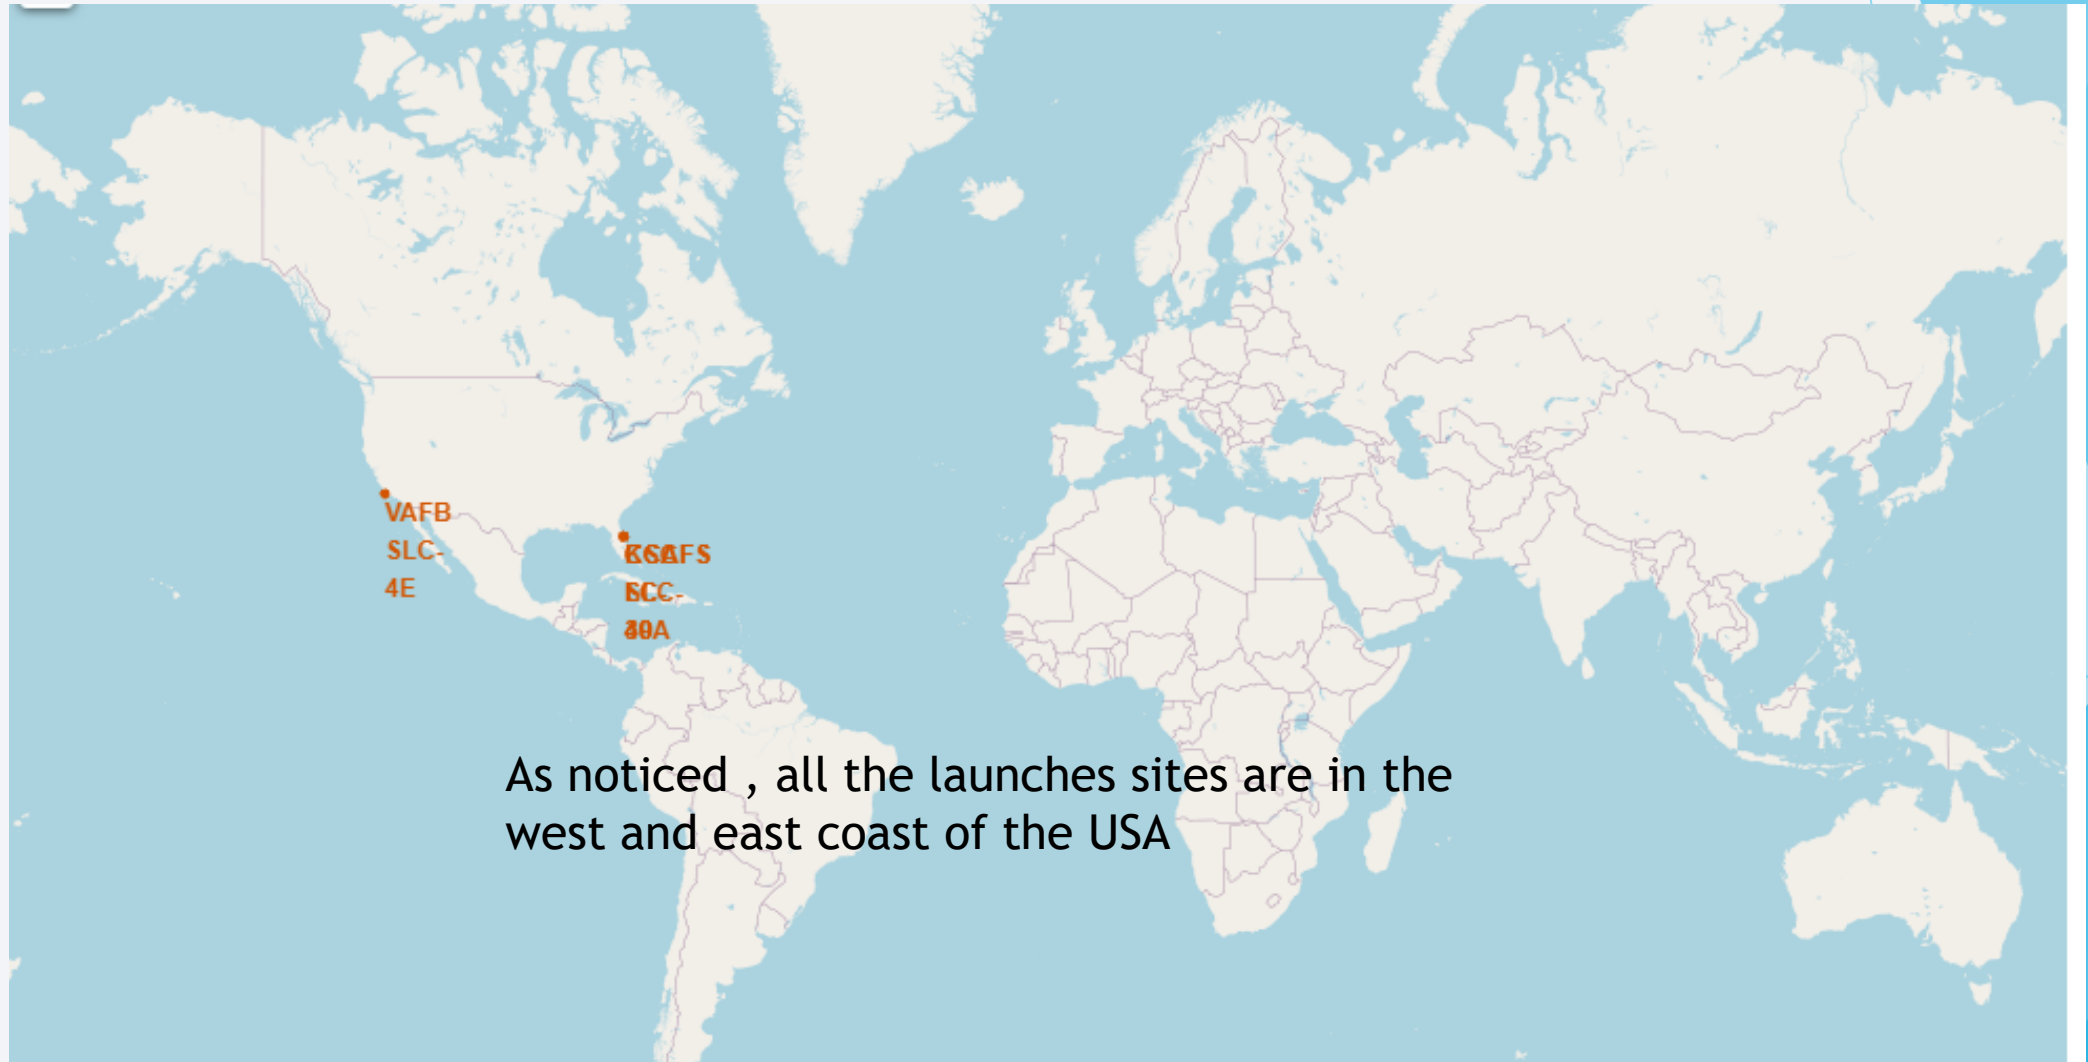 VAFB
SLC-
4E
As noticed , all the launches sites are in the
west and east coast of the USA